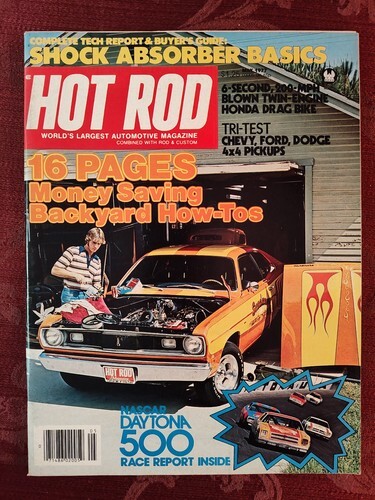 COMPLETE TECH REPORT & BUYER'S GUIDE:
SHOCK ABSORBER BASICS
HOT ROD
WORLD'S LARGEST AUTOMOTIVE MAGAZINE
COMBINED WITH ROD & CUSTOM
6-SECOND, 200-MPH
BLOWN TWIN-ENGINE
HONDA DRAG BIKE
TRI-TEST
CHEVY, FORD, DODGE
4x4 PICKUPS
16 PAGES
Money Saving
Backyard How-Tos
HOT ROD
NASCAR
DAYTONA
500
RACE REPORT INSIDE